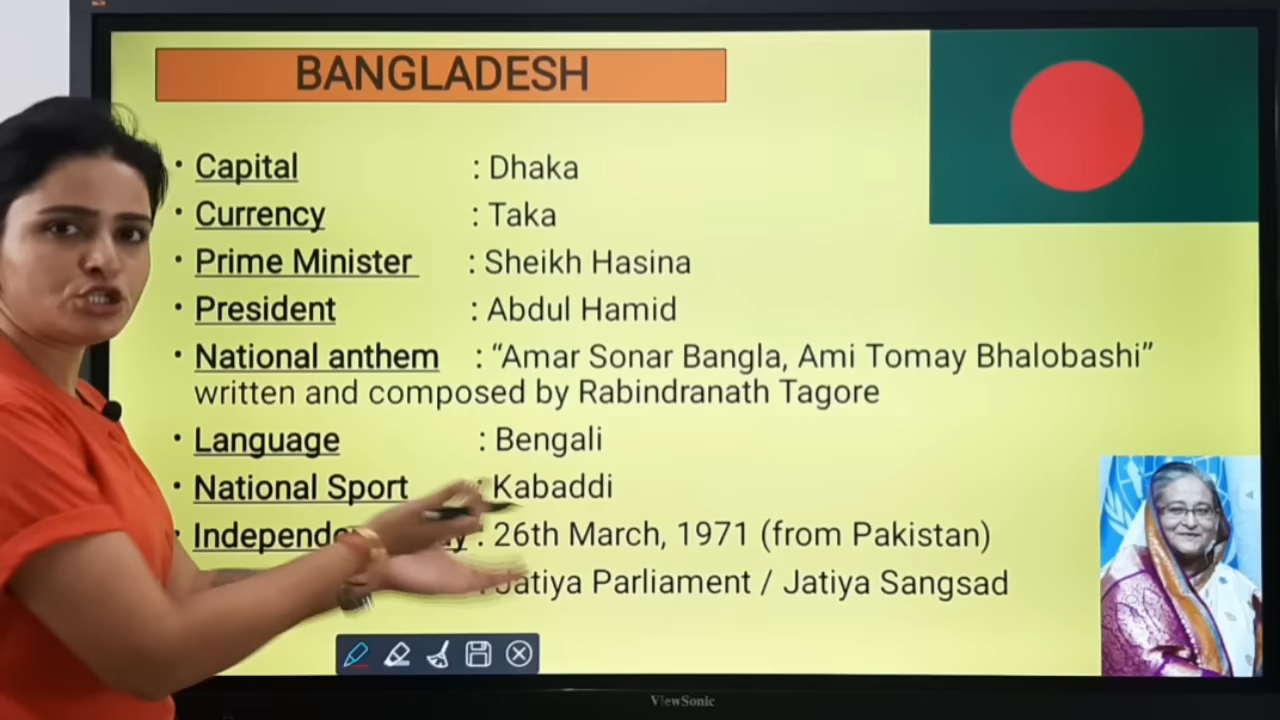 BANGLADESH
• Capital : Dhaka
• Currency : Taka
• Prime Minister : Sheikh Hasina
• President : Abdul Hamid
• National anthem : “Amar Sonar Bangla, Ami Tomay Bhalobashi”
written and composed by Rabindranath Tagore
• Language : Bengali
• National Sport : Kabaddi
• : 26th March, 1971 (from Pakistan)
: Jatiya Parliament / Jatiya Sangsad
ViewSonic